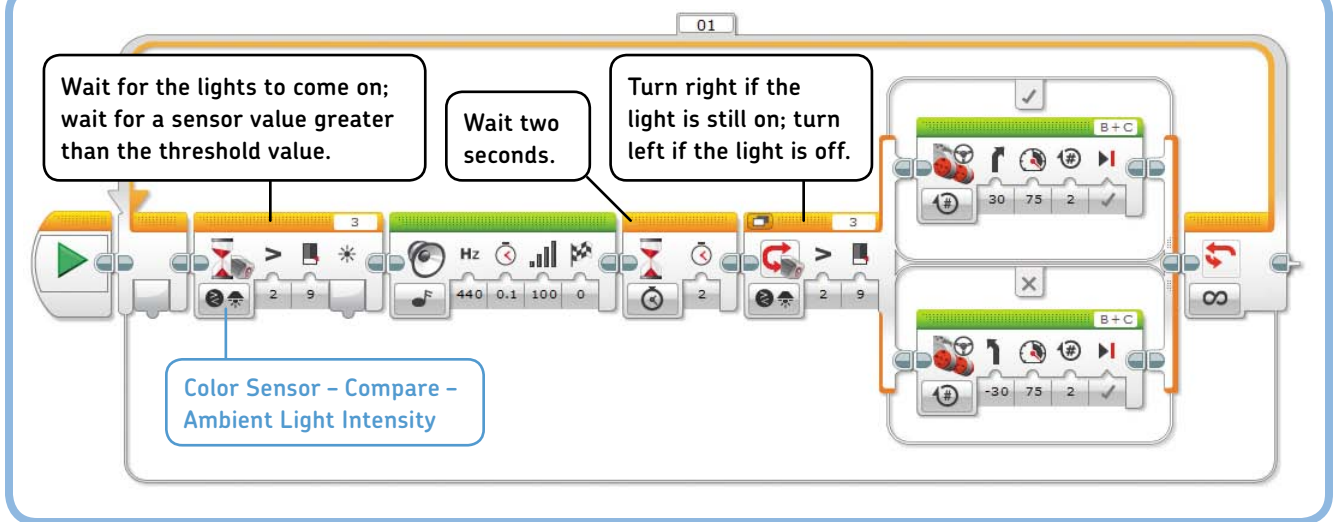 01
Wait for the lights to come on;
wait for a sensor value greater
than the threshold value.
Wait two
seconds.
Turn right if the
light is still on; turn
left if the light is off.
B+C
30 75 2
3
> 
2 9
Hz
440 0.1 100 0
2
3
>
2 9
B+C
-30 75 2
Color Sensor – Compare –
Ambient Light Intensity